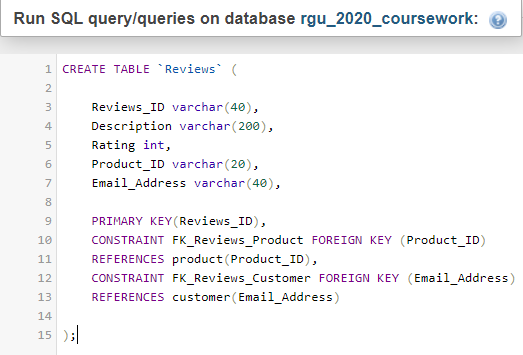 Run SQL query/queries on database rgu_2020_coursework:
1 CREATE TABLE `Reviews` (
2
3 Reviews_ID varchar(40),
4 Description varchar(200),
5 Rating int,
6 Product_ID varchar(20),
7 Email_Address varchar(40),
8
9 PRIMARY KEY(Reviews_ID),
10 CONSTRAINT FK_Reviews_Product FOREIGN KEY (Product_ID)
11 REFERENCES product(Product_ID),
12 CONSTRAINT FK_Reviews_Customer FOREIGN KEY (Email_Address)
13 REFERENCES customer(Email_Address)
14
15 );